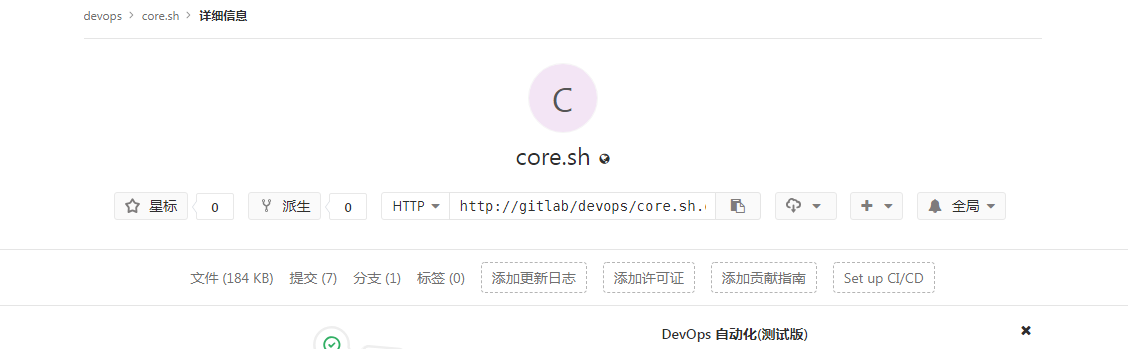 devops > core.sh > 详细信息
C
core.sh
星标 0 派生 0 HTTP http://gitlab/devops/core.sh. 全局
文件 (184 KB) 提交 (7) 分支 (1) 标签 (0) 添加更新日志 添加许可证 添加贡献指南 Set up CI/CD
DevOps 自动化(测试版)